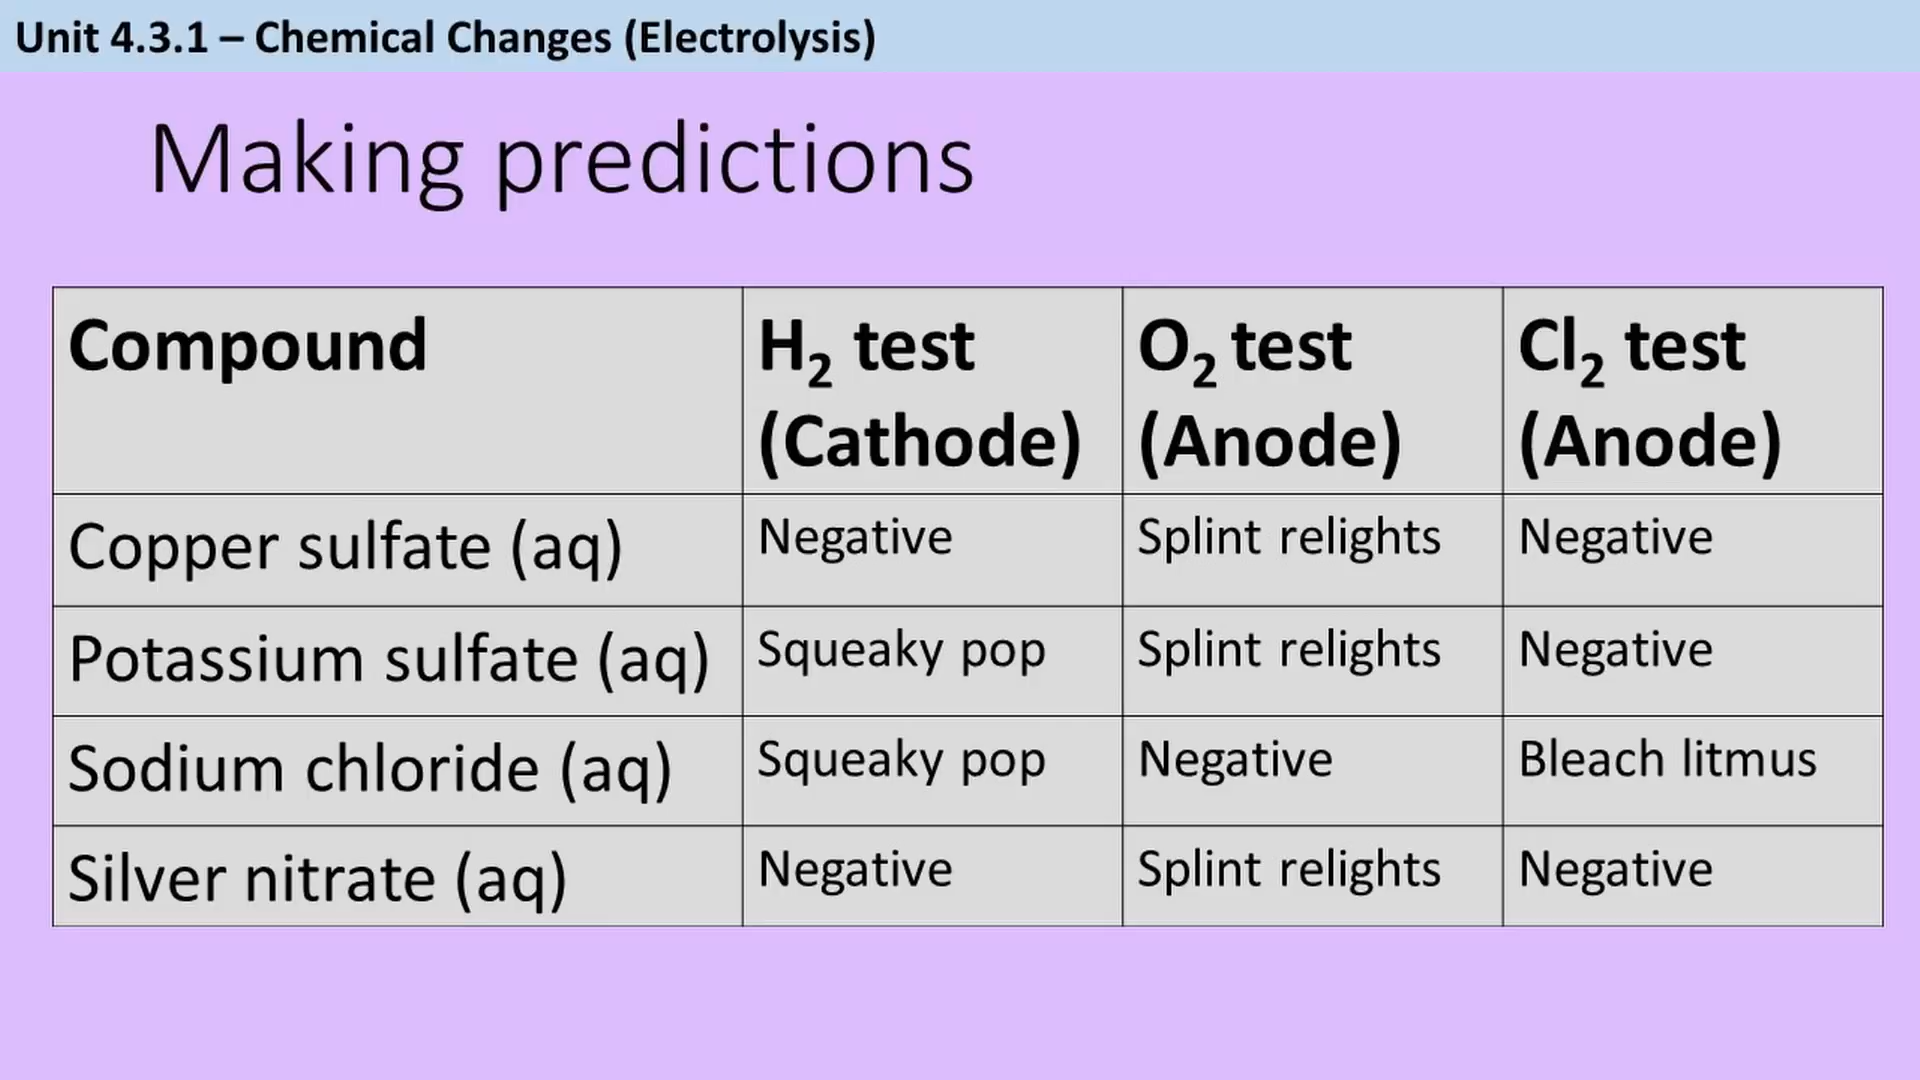 Unit 4.3.1 – Chemical Changes (Electrolysis)
Making predictions
Compound H₂ test (Cathode) O₂ test (Anode) Cl₂ test (Anode)
Copper sulfate (aq) Negative Splint relights Negative
Potassium sulfate (aq) Squeaky pop Splint relights Negative
Sodium chloride (aq) Squeaky pop Negative Bleach litmus
Silver nitrate (aq) Negative Splint relights Negative